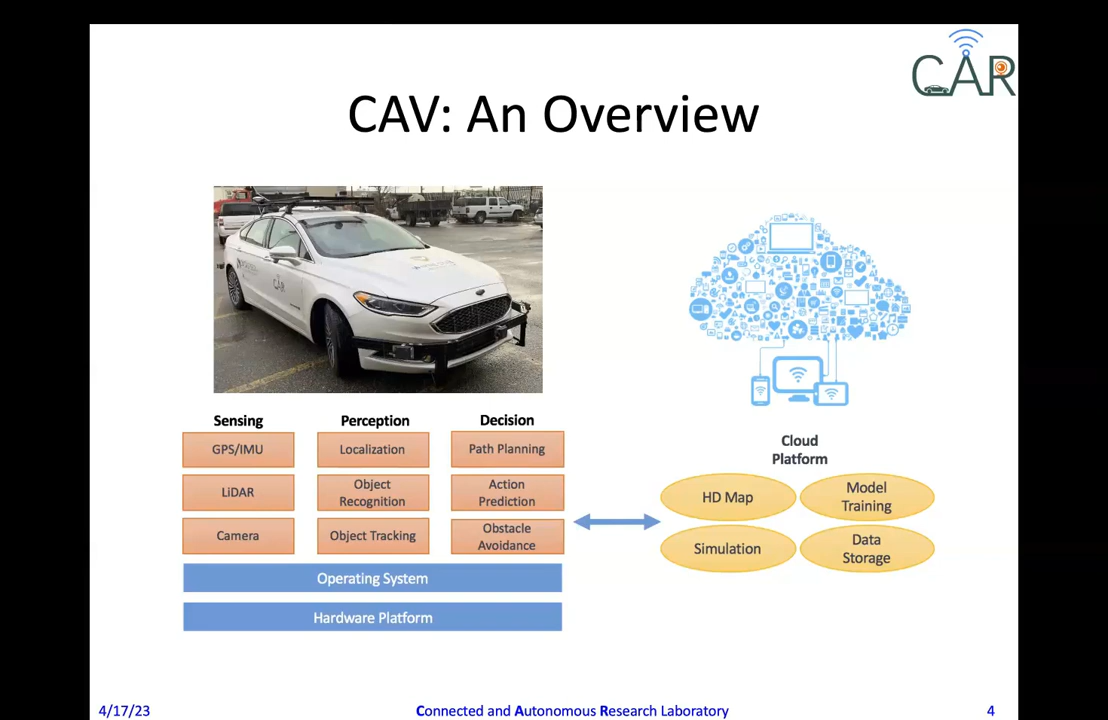 CAR
CAV: An Overview
CAR
Sensing
Perception
Decision
GPS/IMU
Localization
Path Planning
LiDAR
Object
Recognition
Action
Prediction
Camera
Object Tracking
Obstacle
Avoidance
Operating System
Hardware Platform
Cloud
Platform
HD Map
Model
Training
Simulation
Data
Storage
4/17/23
Connected and Autonomous Research Laboratory
4